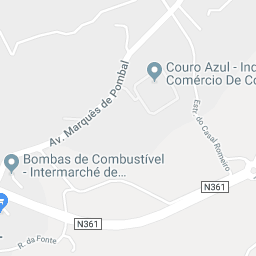 Couro Azul - Ind
Comércio De Co
Av. Marquês de Pombal
Estr. do Casal Romeiro
Bombas de Combustível
- Intermarché de...
N361
N361
R. da Fonte